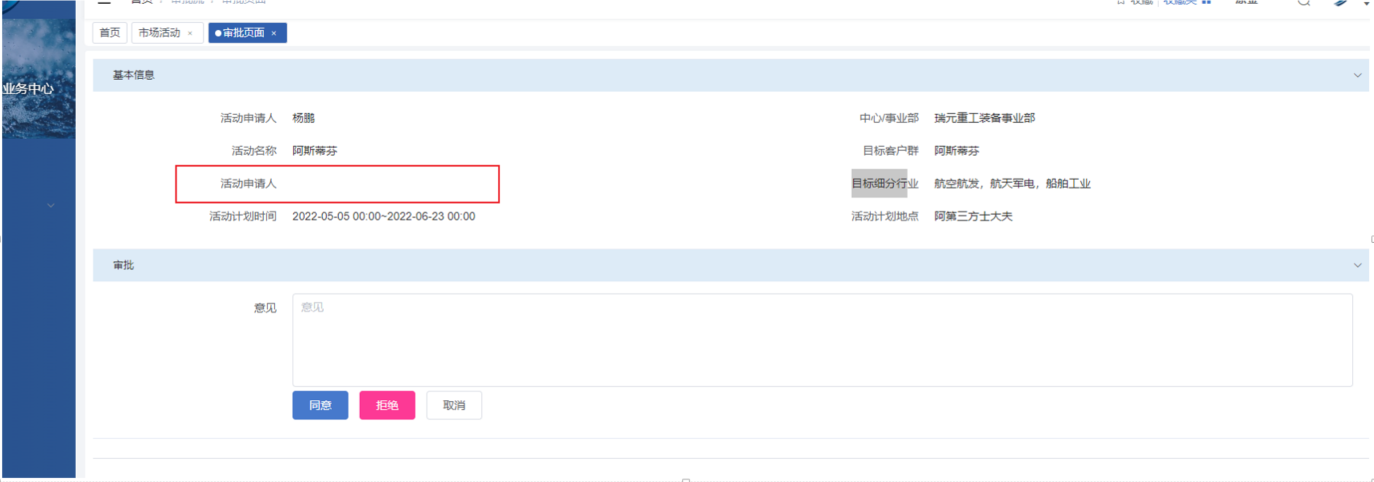 首页 市场活动 × ●审批页面 ×
业务中心
基本信息
活动申请人 杨鹏 中心/事业部 瑞元重工装备事业部
活动名称 阿斯蒂芬 目标客户群 阿斯蒂芬
活动申请人 目标细分行业 航空航发，航天军电，船舶工业
活动计划时间 2022-05-05 00:00~2022-06-23 00:00 活动计划地点 阿第三方士大夫
审批
意见 意见
同意 拒绝 取消